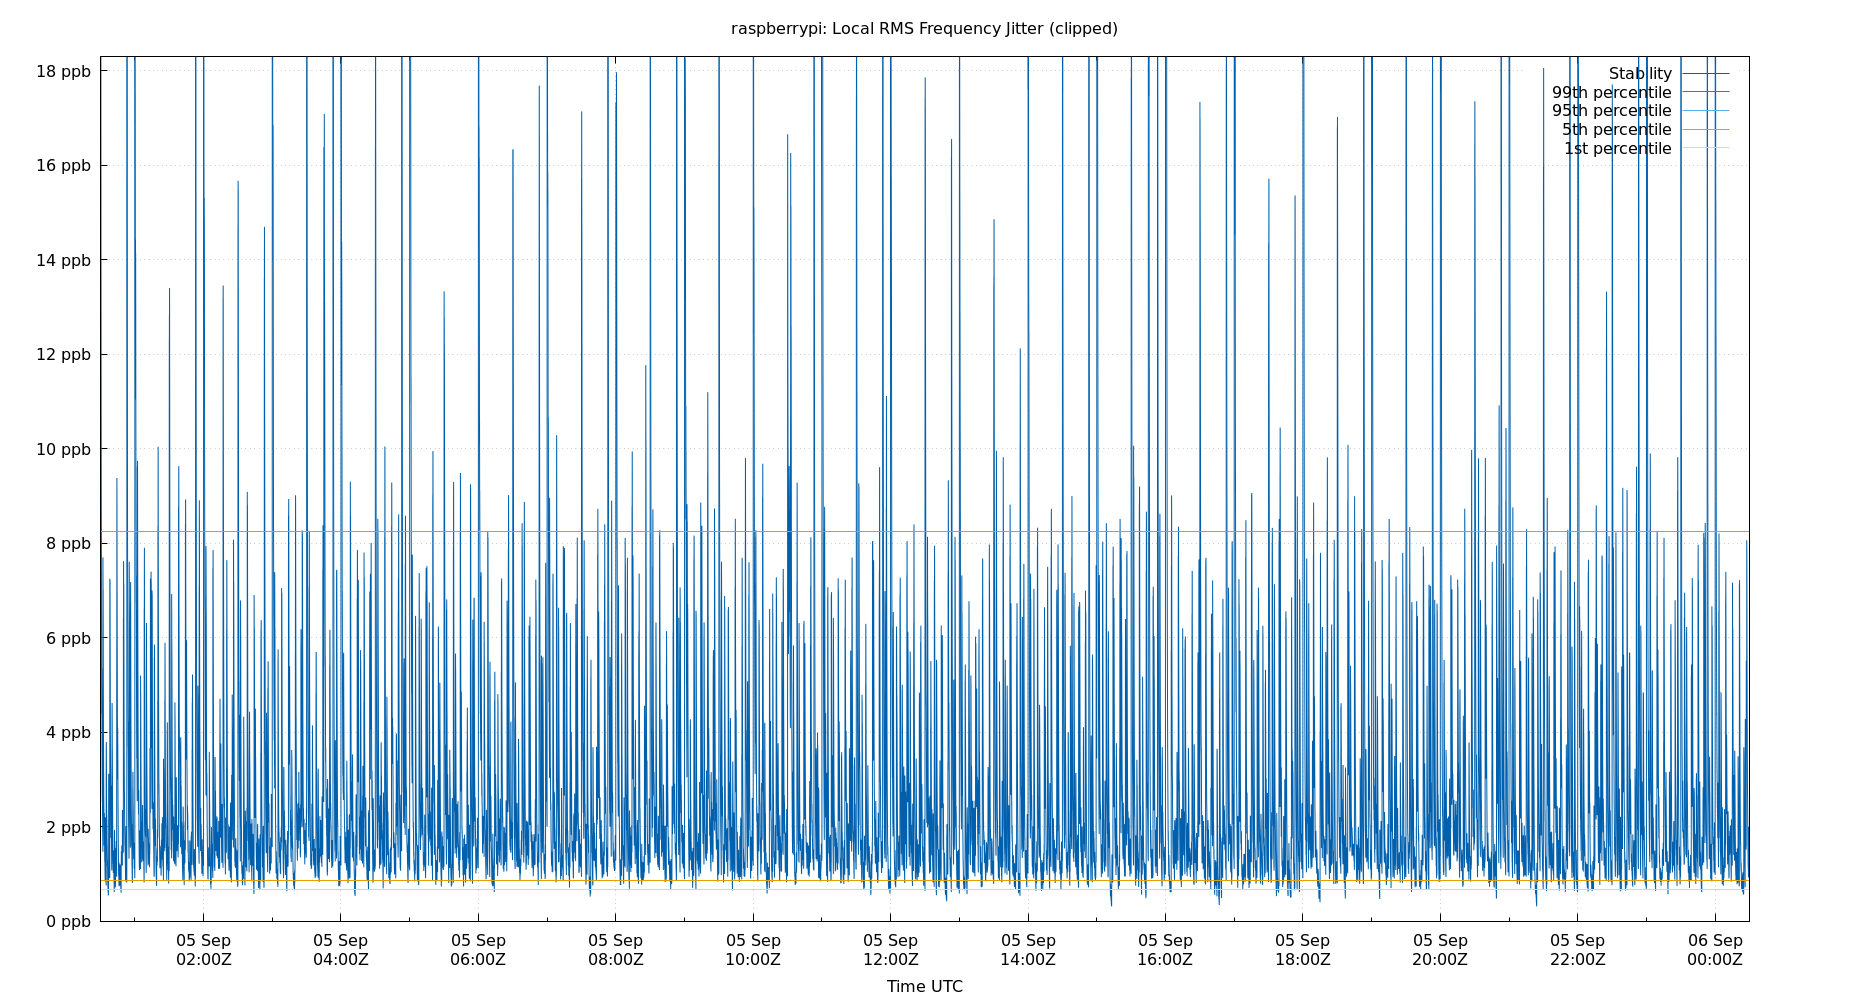 raspberrypi: Local RMS Frequency Jitter (clipped)
18 ppb
16 ppb
14 ppb
12 ppb
10 ppb
8 ppb
6 ppb
4 ppb
2 ppb
0 ppb
Stability
99th percentile
95th percentile
5th percentile
1st percentile
05 Sep 05 Sep 05 Sep 05 Sep 05 Sep 05 Sep 05 Sep 05 Sep 05 Sep 05 Sep 05 Sep 06 Sep
02:00Z 04:00Z 06:00Z 08:00Z 10:00Z 12:00Z 14:00Z 16:00Z 18:00Z 20:00Z 22:00Z 00:00Z
Time UTC